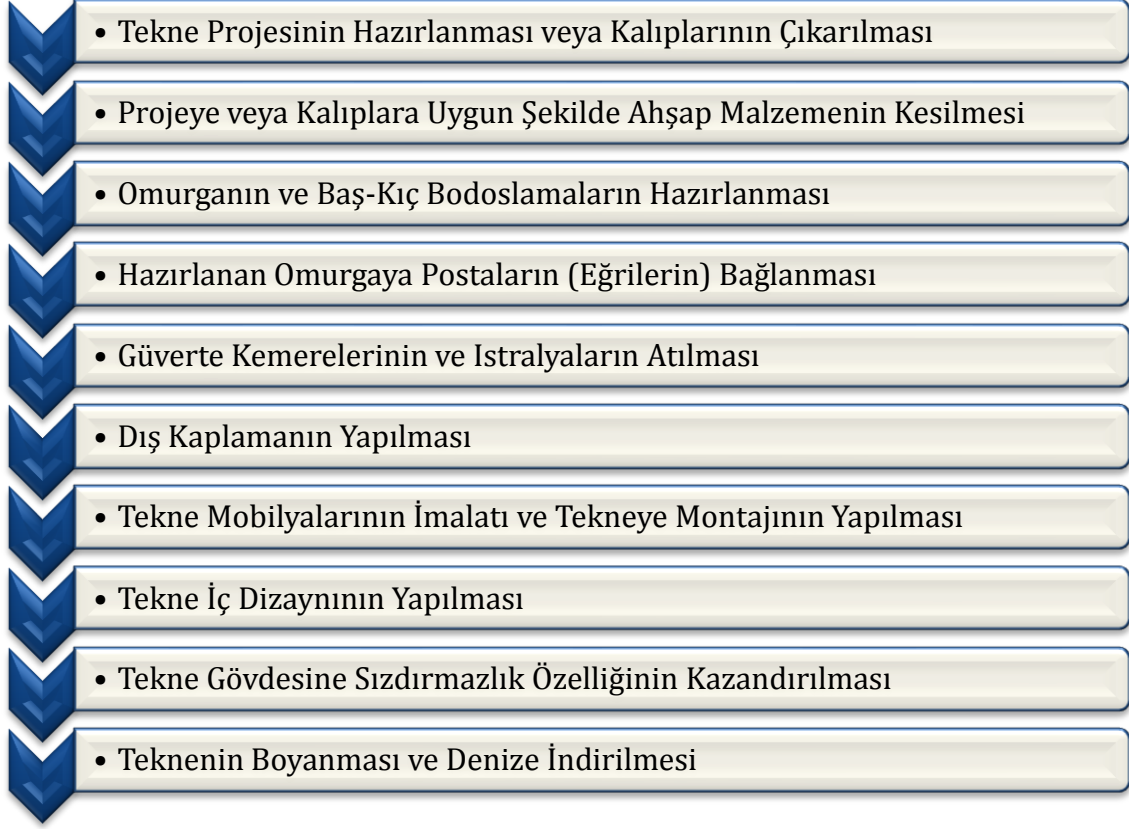 • Tekne Projesinin Hazırlanması veya Kalıplarının Çıkarılması
• Projeye veya Kalıplara Uygun Şekilde Ahşap Malzemenin Kesilmesi
• Omurganın ve Baş-Kıç Bodoslamaların Hazırlanması
• Hazırlanan Omurgaya Postaların (Eğrilerin) Bağlanması
• Güverte Kemerelerinin ve Istralyaların Atılması
• Dış Kaplamanın Yapılması
• Tekne Mobilyalarının İmalatı ve Tekneye Montajının Yapılması
• Tekne İç Dizaynının Yapılması
• Tekne Gövdesine Sızdırmazlık Özelliğinin Kazandırılması
• Teknenin Boyanması ve Denize İndirilmesi